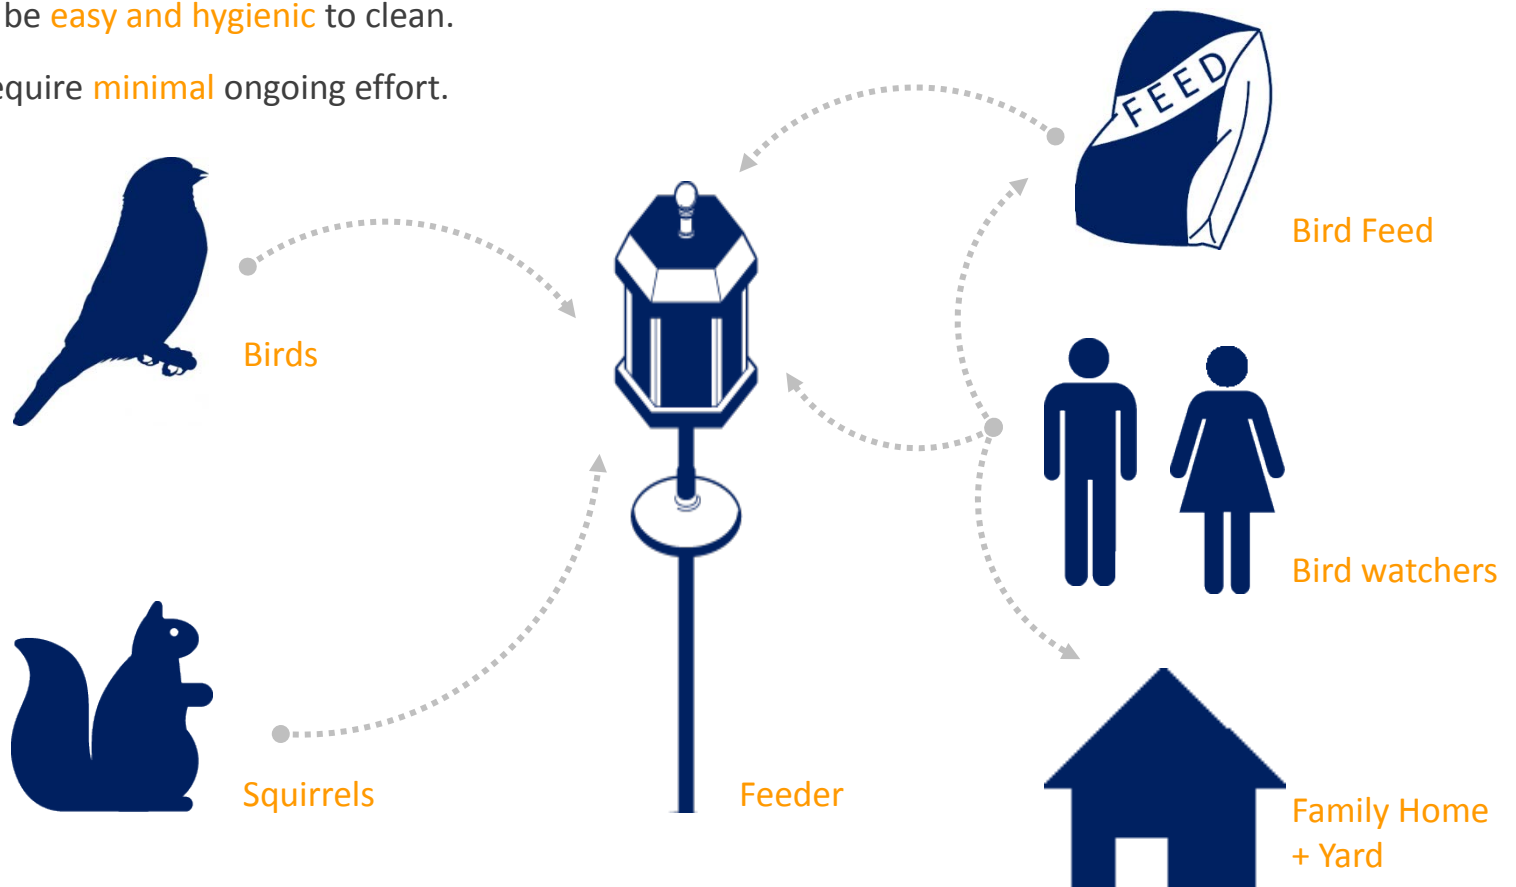 be easy and hygienic to clean.
equire minimal ongoing effort.
FEED
Bird Feed
Birds
Bird watchers
Squirrels
Feeder
Family Home
+ Yard